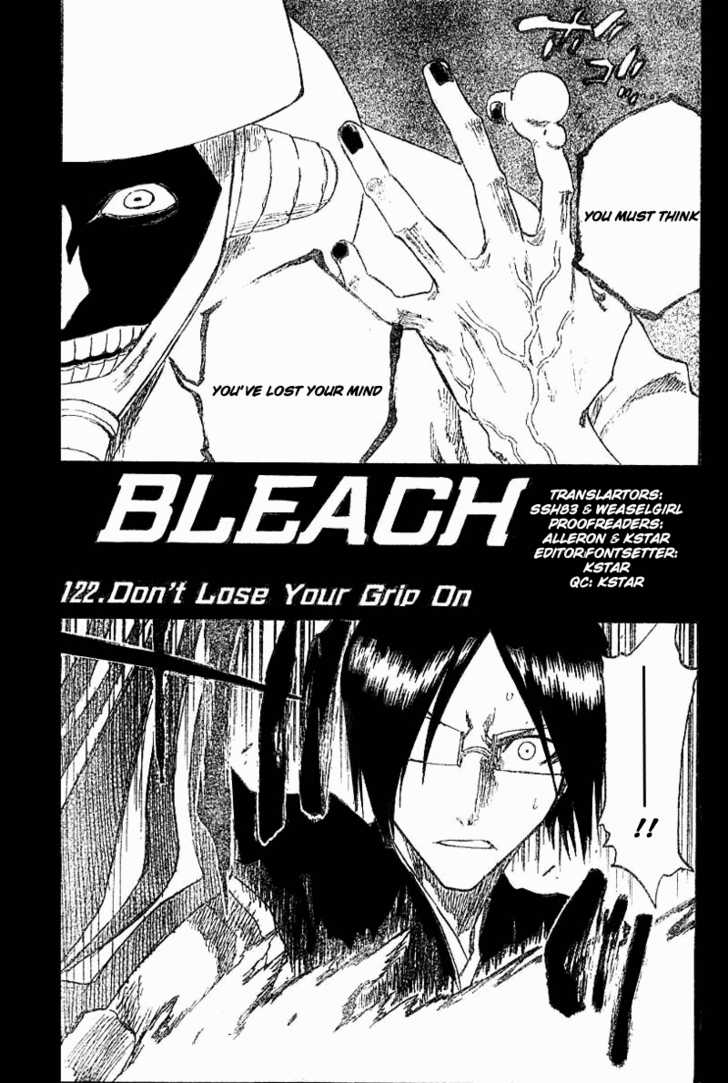 YOU MUST THINK
YOU'VE LOST YOUR MIND
BLEACH
TRANSLARTORS:
SSH83 & WEASELGIRL
PROOFREADERS:
ALLERON & KSTAR
EDITOR/FONTSETTER:
KSTAR
QC: KSTAR
122.Don't Lose Your Grip On
!!